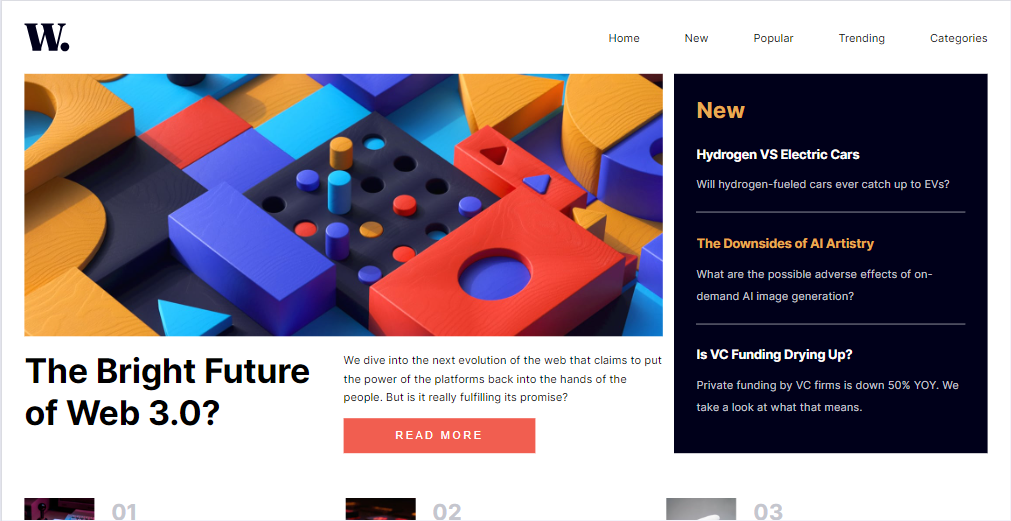 W.
Home New Popular Trending Categories
The Bright Future
of Web 3.0?
We dive into the next evolution of the web that claims to put
the power of the platforms back into the hands of the
people. But is it really fulfilling its promise?
READ MORE
New
Hydrogen VS Electric Cars
Will hydrogen-fueled cars ever catch up to EVs?
The Downsides of AI Artistry
What are the possible adverse effects of on-
demand AI image generation?
Is VC Funding Drying Up?
Private funding by VC firms is down 50% YOY. We
take a look at what that means.
01
02
03